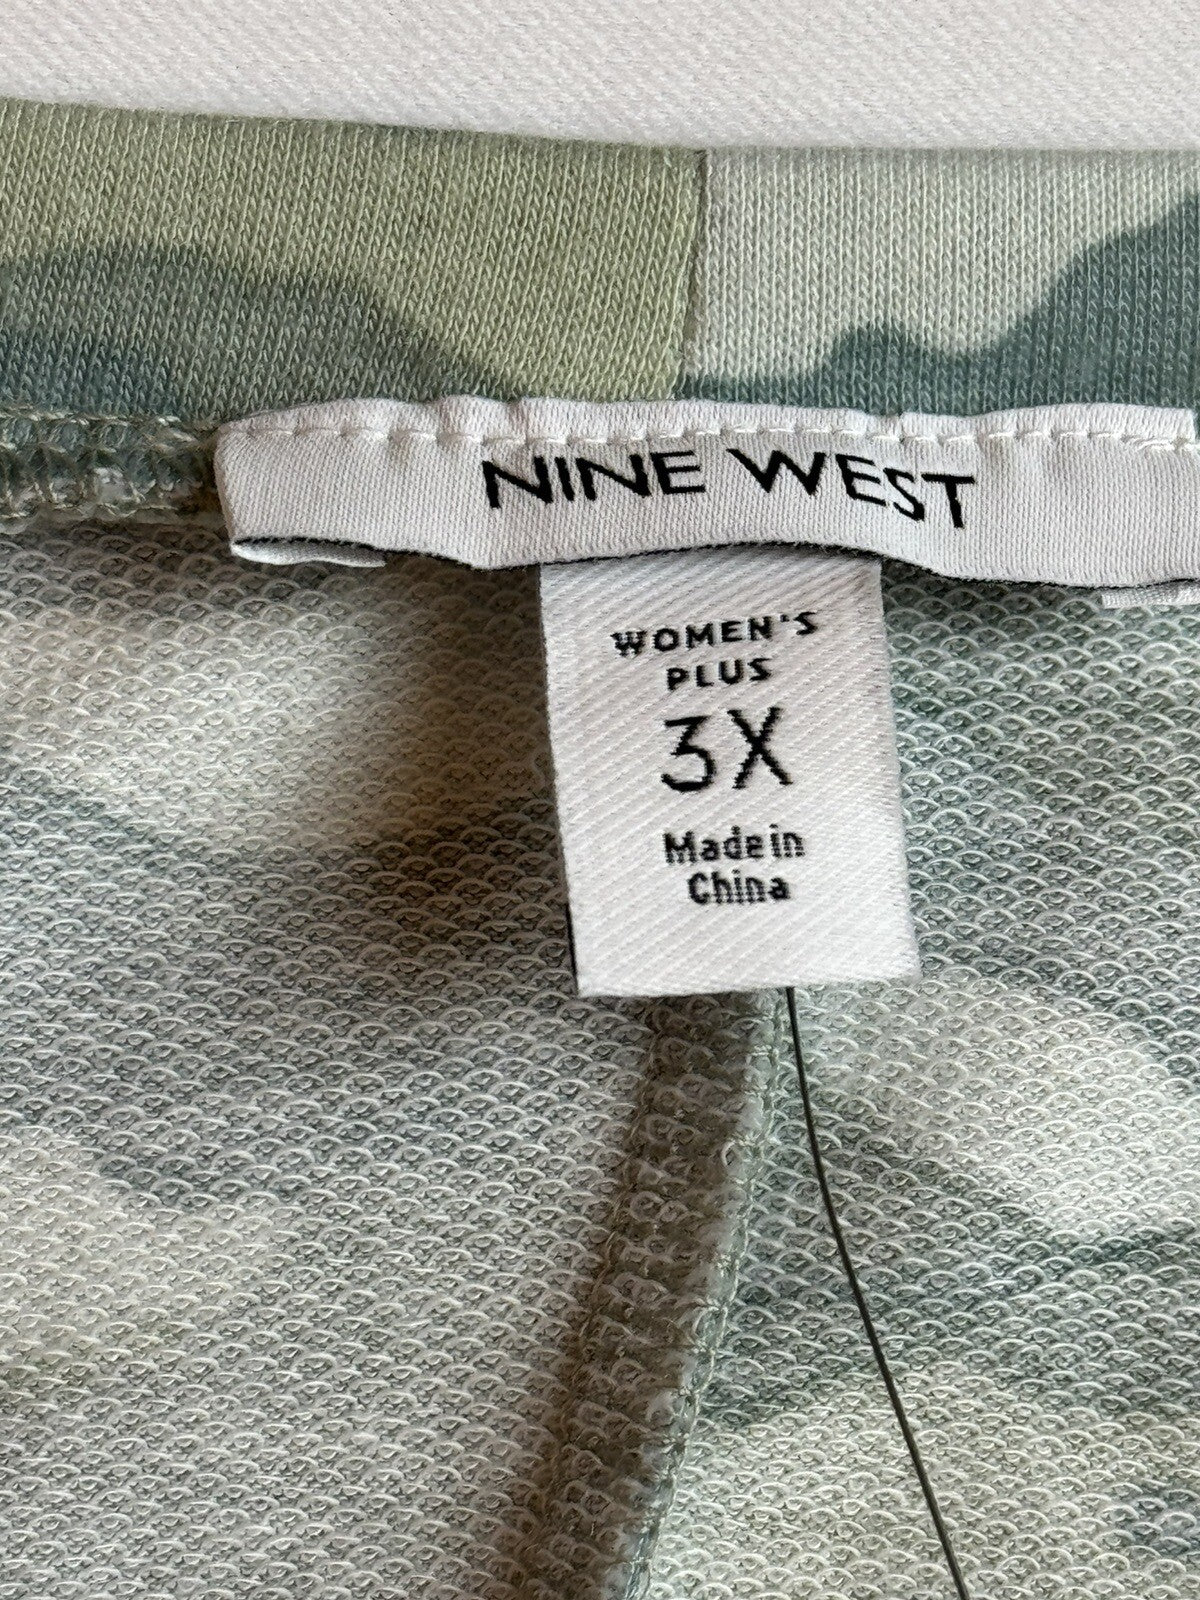 NINE WEST
WOMEN'S
PLUS
3X
Made in
China